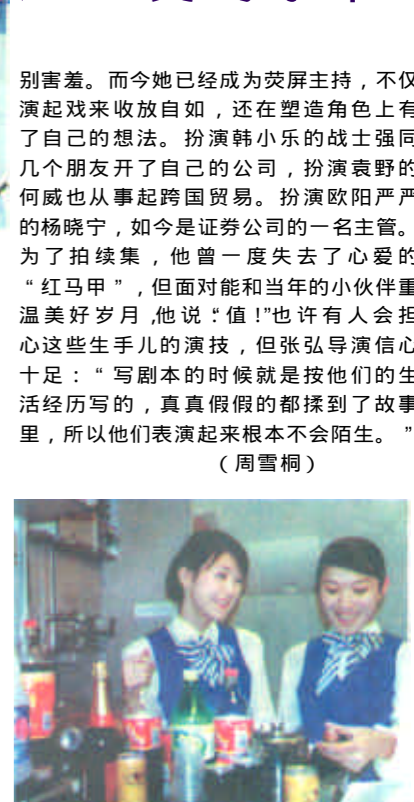 别害羞。而今她已经成为荧屏主持，不仅
演起戏来收放自如，还在塑造角色上有
了自己的想法。扮演韩小乐的战士强同
几个朋友开了自己的公司，扮演袁野的
何威也从事起跨国贸易。扮演欧阳严严
的杨晓宁，如今是证券公司的一名主管。
为了拍续集，他曾一度失去了心爱的
“红马甲”，但面对能和当年的小伙伴重
温美好岁月，他说：“值！”也许有人会担
心这些生手儿的演技，但张弘导演信心
十足：“写剧本的时候就是按他们的生
活经历写的，真真假假的都揉到了故事
里，所以他们表演起来根本不会陌生。”
（周雪桐）